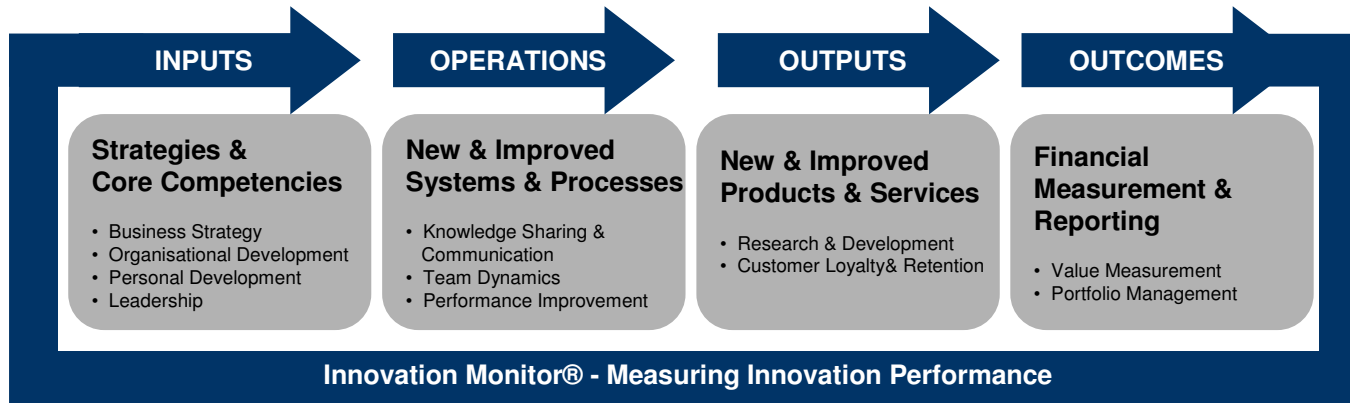 INPUTS
OPERATIONS
OUTPUTS
OUTCOMES
Strategies &
Core Competencies
• Business Strategy
• Organisational Development
• Personal Development
• Leadership
New & Improved
Systems & Processes
• Knowledge Sharing &
Communication
• Team Dynamics
• Performance Improvement
New & Improved
Products & Services
• Research & Development
• Customer Loyalty& Retention
Financial
Measurement &
Reporting
• Value Measurement
• Portfolio Management
Innovation Monitor® - Measuring Innovation Performance